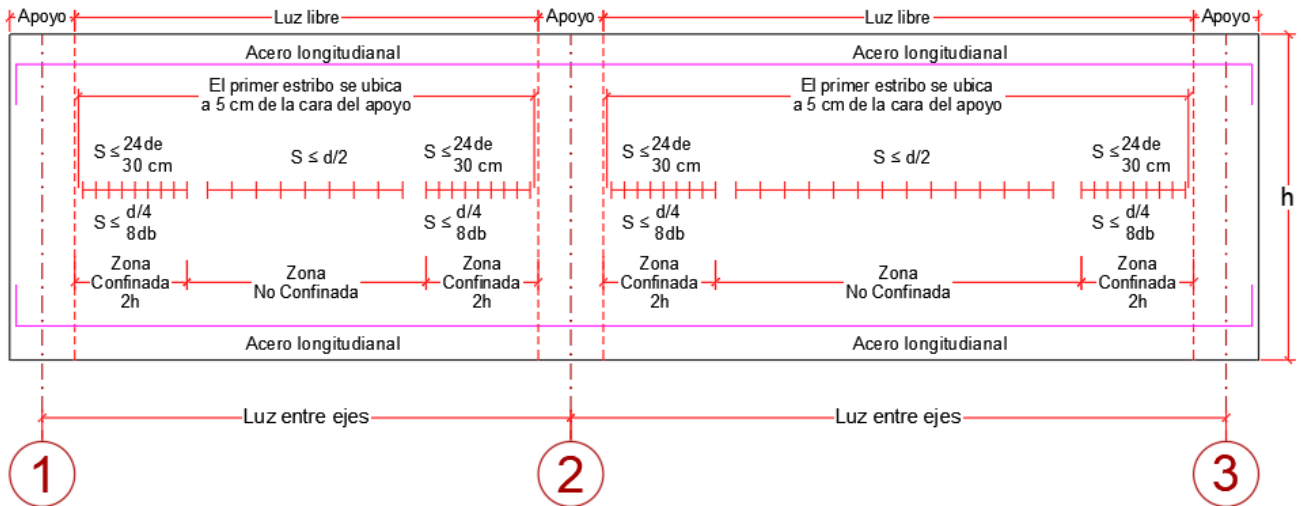 Apoyo Luz libre Apoyo Luz libre Apoyo
Acero longitudianal Acero longitudianal
El primer estribo se ubica
a 5 cm de la cara del apoyo
El primer estribo se ubica
a 5 cm de la cara del apoyo
S ≤ 24de
30 cm
S ≤ d/2
S ≤ 24de
30 cm
S ≤ 24de
30 cm
S ≤ d/2
S ≤ 24de
30 cm
S ≤ d/4
8db
S ≤ d/4
8db
S ≤ d/4
8db
S ≤ d/4
8db
h
Zona
Confinada
2h
Zona
No Confinada
Zona
Confinada
2h
Zona
Confinada
2h
Zona
No Confinada
Zona
Confinada
2h
Acero longitudianal Acero longitudianal
Luz entre ejes Luz entre ejes
1 2 3